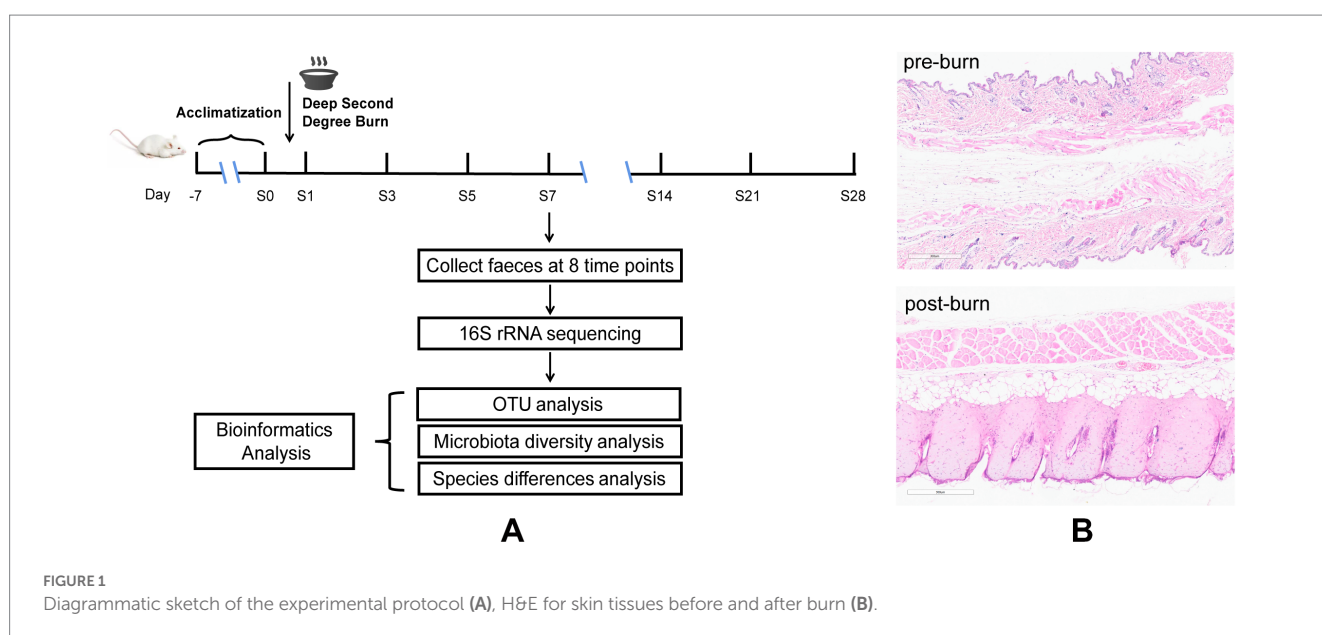 Acclimatization
Deep Second
Degree Burn
Day -7 S0 S1 S3 S5 S7 S14 S21 S28
Collect faeces at 8 time points
16S rRNA sequencing
Bioinformatics
Analysis
OTU analysis
Microbiota diversity analysis
Species differences analysis
A
pre-burn
post-burn
B
FIGURE 1
Diagrammatic sketch of the experimental protocol (A), H&E for skin tissues before and after burn (B).